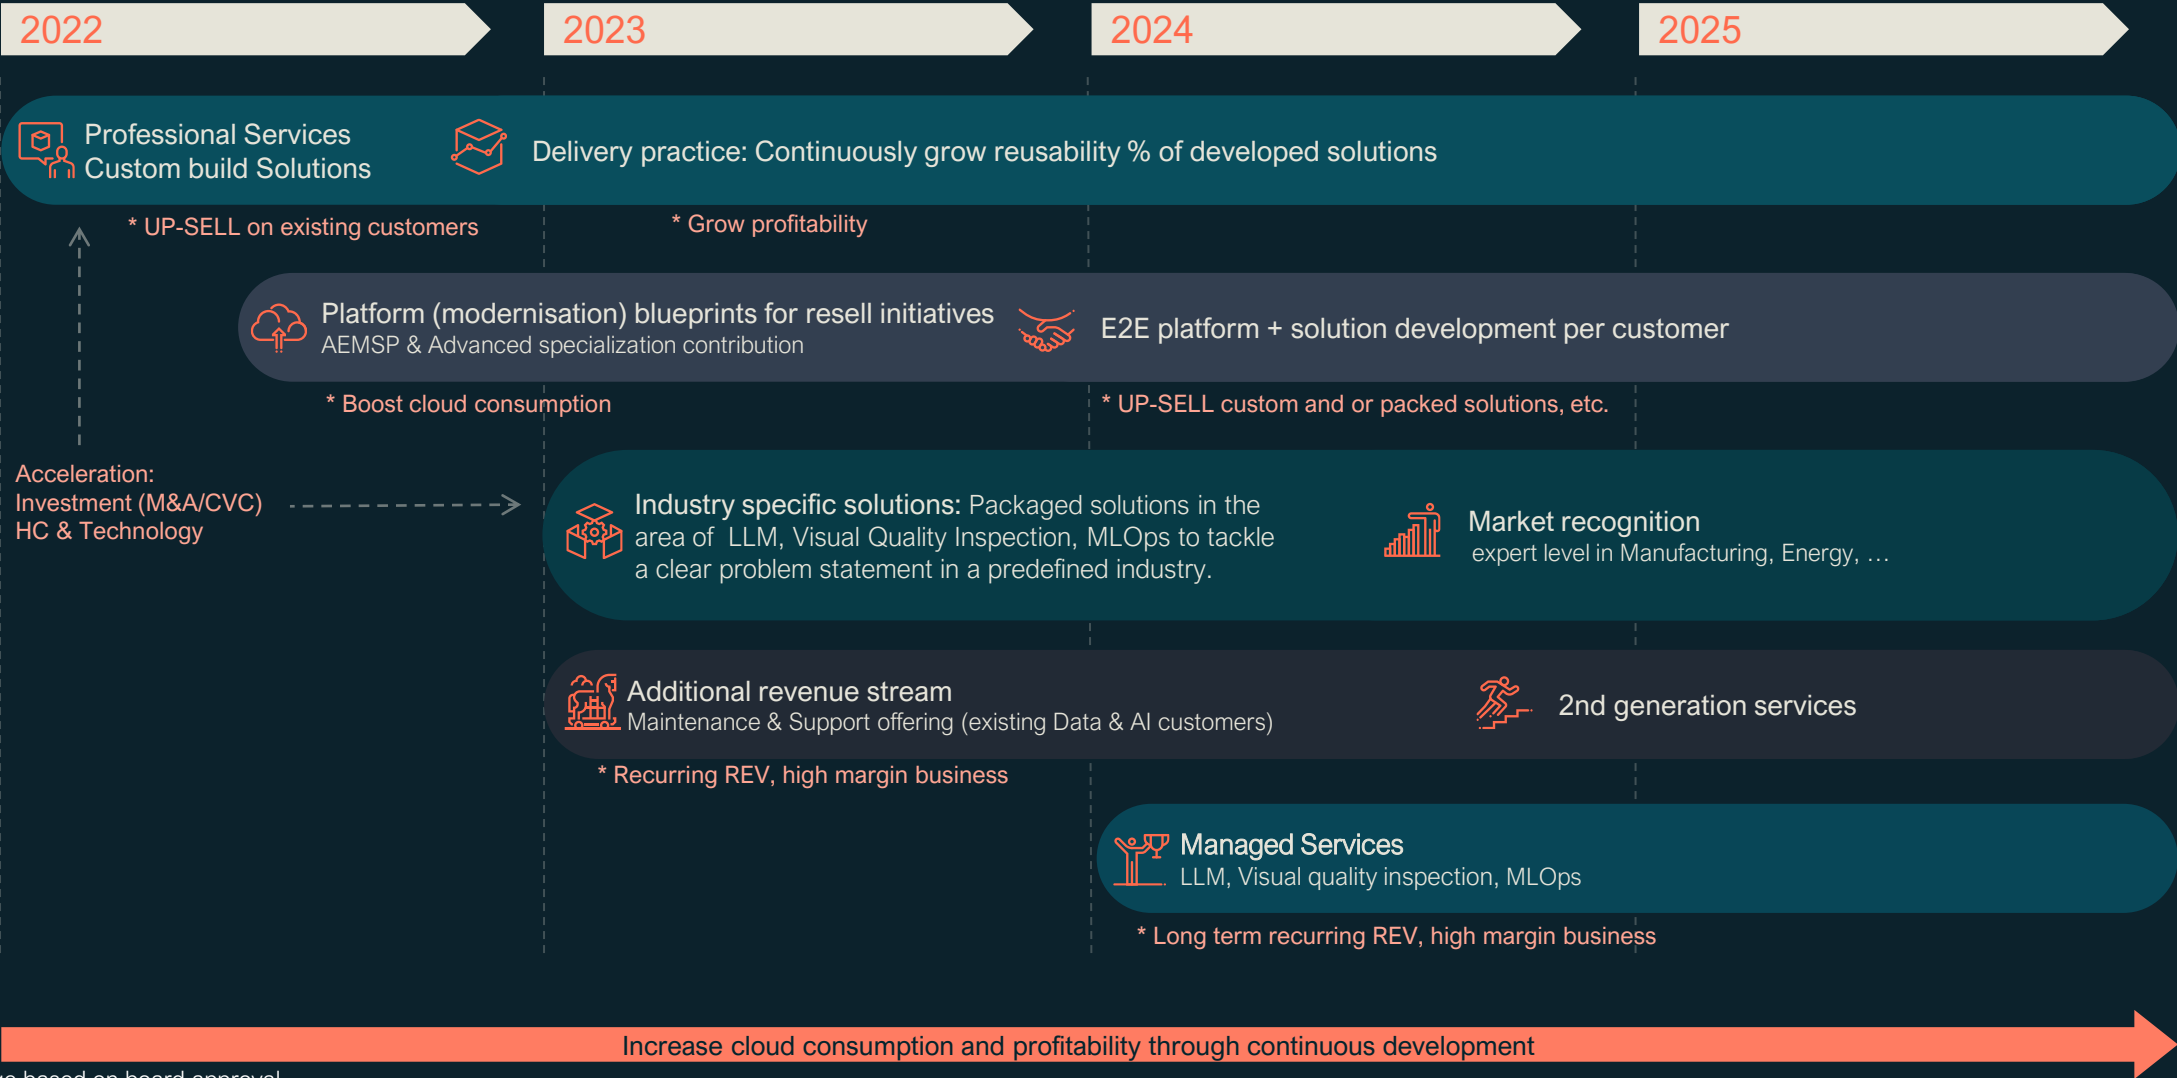 2022
2023
2024
2025
Professional Services
Custom build Solutions
Delivery practice: Continuously grow reusability % of developed solutions
* UP-SELL on existing customers
* Grow profitability
Platform (modernisation) blueprints for resell initiatives
AEMSP & Advanced specialization contribution
E2E platform + solution development per customer
* Boost cloud consumption
* UP-SELL custom and or packed solutions, etc.
Acceleration:
Investment (M&A/CVC)
HC & Technology
Industry specific solutions: Packaged solutions in the
area of LLM, Visual Quality Inspection, MLOps to tackle
a clear problem statement in a predefined industry.
Market recognition
expert level in Manufacturing, Energy, …
Additional revenue stream
Maintenance & Support offering (existing Data & AI customers)
2nd generation services
* Recurring REV, high margin business
Managed Services
LLM, Visual quality inspection, MLOps
* Long term recurring REV, high margin business
Increase cloud consumption and profitability through continuous development
based on board approval